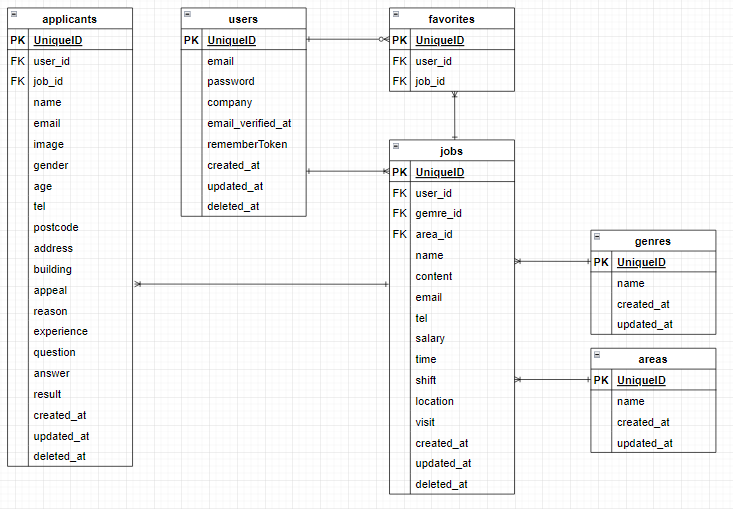 applicants
PK UniqueID
FK user_id
FK job_id
name
email
image
gender
age
tel
postcode
address
building
appeal
reason
experience
question
answer
result
created_at
updated_at
deleted_at
users
PK UniqueID
email
password
company
email_verified_at
rememberToken
created_at
updated_at
deleted_at
favorites
PK UniqueID
FK user_id
FK job_id
jobs
PK UniqueID
FK user_id
FK gemre_id
FK area_id
name
content
email
tel
salary
time
shift
location
visit
created_at
updated_at
deleted_at
genres
PK UniqueID
name
created_at
updated_at
areas
PK UniqueID
name
created_at
updated_at